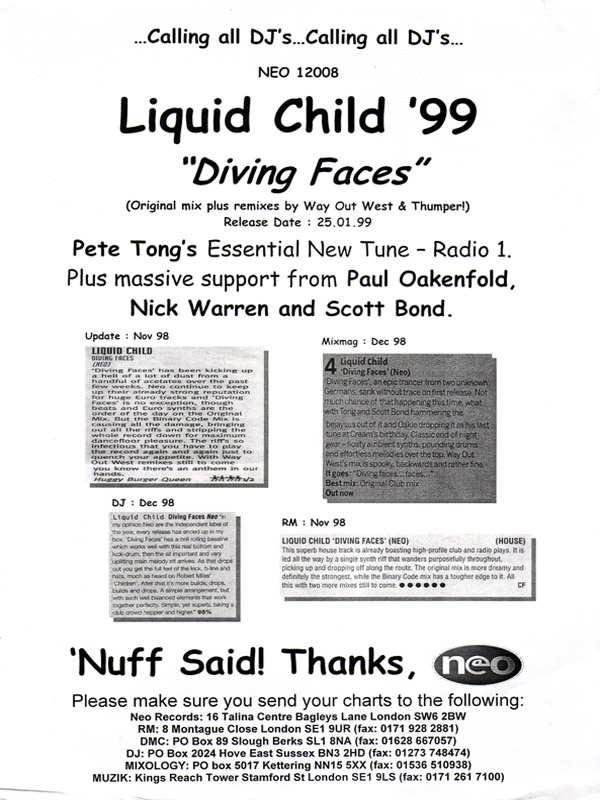 ...Calling all DJ's...Calling all DJ's...
NEO 12008
Liquid Child '99
"Diving Faces"
(Original mix plus remixes by Way Out West & Thumper!)
Release Date : 25.01.99
Pete Tong's Essential New Tune – Radio 1.
Plus massive support from Paul Oakenfold,
Nick Warren and Scott Bond.
Update : Nov 98
LIQUID CHILD
DIVING FACES
(NEO)
"Diving Faces' has been kicking up
a hell of a lot of dust from a
handful of acetates over the past
few weeks. Neo continue to keep
up their already strong reputation
for huge Euro tracks and "Diving
Faces" is no exception, though
beats and Euro synths are the
order of the day on the Original
Mix. But the Binary Code Mix is
causing all the damage, bringing
out all the riffs and stripping the
whole record down for maximum
dancefloor pleasure. The riff's so
infectious that you have to play
the record again and again just to
quench your appetite. With Way
Out West remixes still to come
you know there's an anthem in our
hands.
Huggy Burger Queen ★★★★1/2
Mixmag : Dec 98
4 Liquid Child
'Diving Faces' (Neo)
'Diving Faces', an epic trancer from two unknown
Germans, sank without trace on first release. Not
much chance of that happening this time, what
with Tong and Scott Bond hammering the
bejaysus out of it and Oakie dropping it as his last
tune at Cream's birthday. Classic end of night
gear – floaty ambient sounds, pounding drums
and effortless melodies over the top. Way Out
West's mix is spooky, backwards and rather fine.
It goes: "Diving faces... faces..."
Best mix: Original Club mix
Out now
DJ : Dec 98
Liquid Child Diving Faces Neo "In
my opinion Neo are the independent label of
the year, every release has ended up in my
box. 'Diving Faces' has a brill rolling bassline
which works well with this real bottom end
kick-drum, then the all important and very
uplifting main melody riff arrives. As that drops
out you get the full feel of the kick, b-line and
hats, much as heard on Robert Miles'
'Children'. After that it's more builds, drops,
builds and drops. A simple arrangement, but
with such well balanced elements that work
together perfectly. Simple, yet superb, taking a
club crowd happier and higher." 95%
RM : Nov 98
LIQUID CHILD 'DIVING FACES' (NEO) (HOUSE)
This superb house track is already boasting high-profile club and radio plays. It is
led all the way by a single synth riff that wanders purposefully throughout,
picking up and dropping off along the route. The original mix is more dreamy and
definitely the strongest, while the Binary Code mix has a tougher edge to it. All
this with two more mixes still to come. ●●●●●● CF
'Nuff Said! Thanks, neo
Please make sure you send your charts to the following:
Neo Records: 16 Talina Centre Bagleys Lane London SW6 2BW
RM: 8 Montague Close London SE1 9UR (fax: 0171 928 2881)
DMC: PO Box 89 Slough Berks SL1 8NA (fax: 01628 667057)
DJ: PO Box 2024 Hove East Sussex BN3 2HD (fax: 01273 748474)
MIXOLOGY: PO box 5017 Kettering NN15 5XX (fax: 01536 510938)
MUZIK: Kings Reach Tower Stamford St London SE1 9LS (fax: 0171 261 7100)